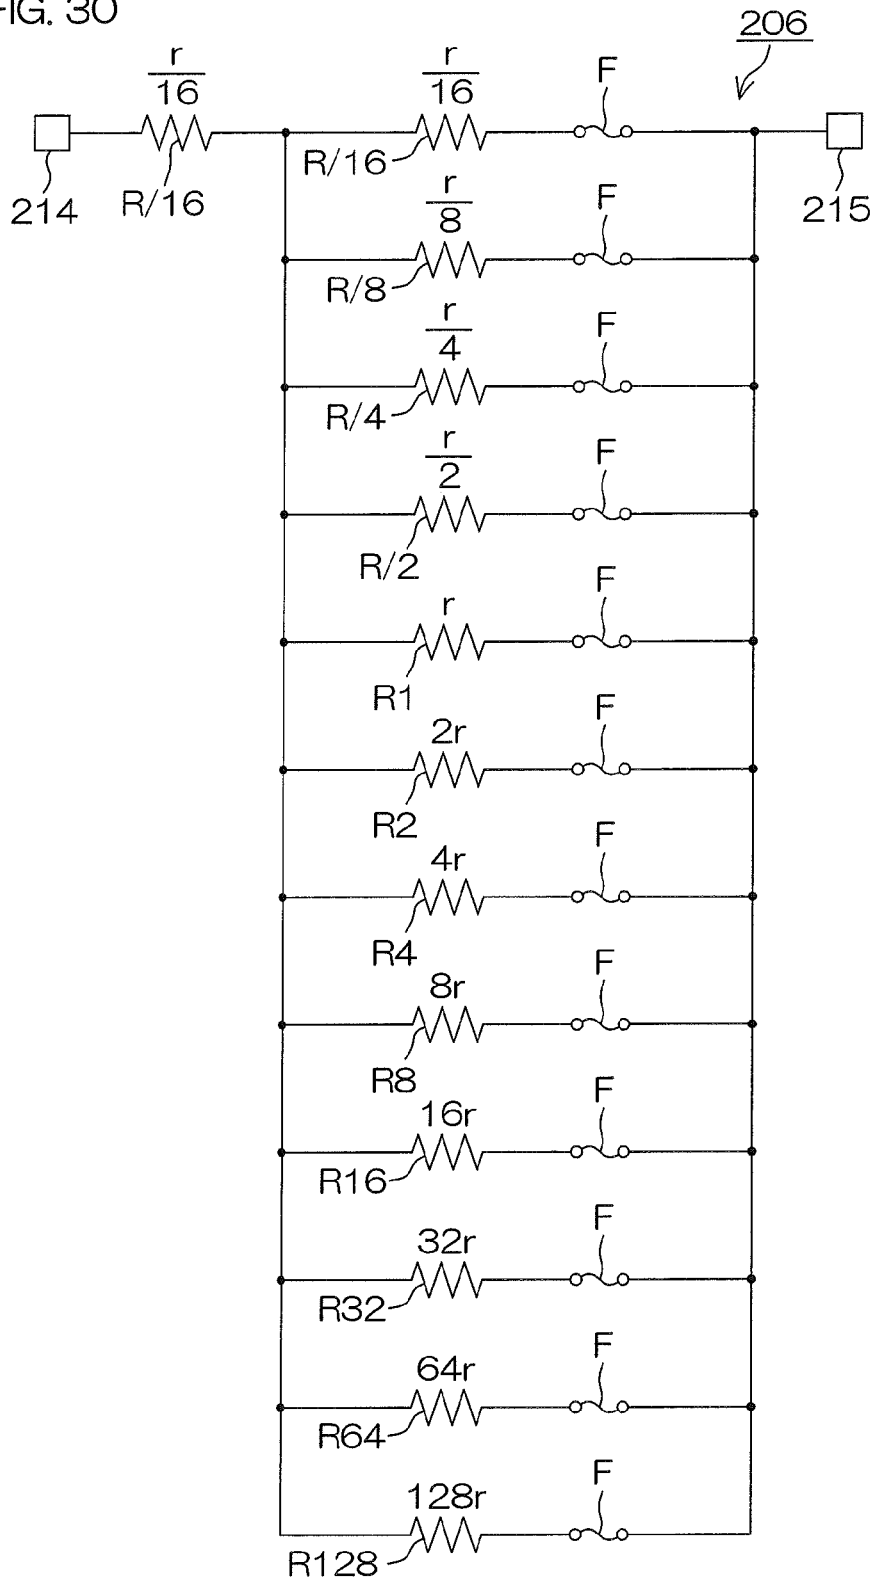 FIG. 30
206
r/16
r/16
F
214
R/16
R/16
215
r/8
F
R/8
r/4
F
R/4
r/2
F
R/2
r
F
R1
2r
F
R2
4r
F
R4
8r
F
R8
16r
F
R16
32r
F
R32
64r
F
R64
128r
F
R128